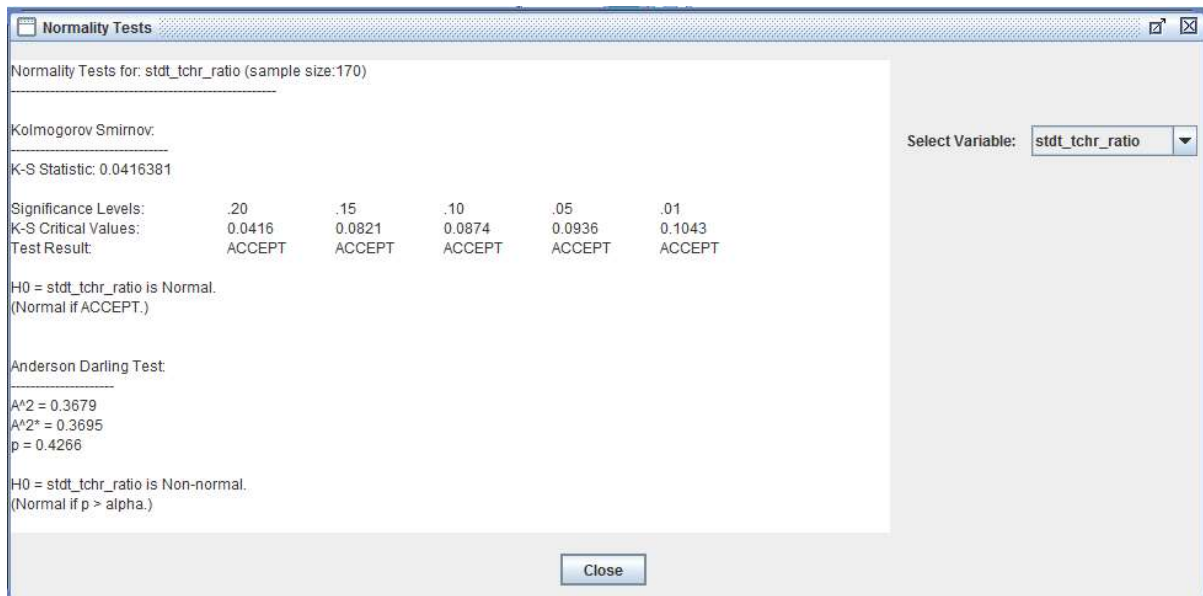 Normality Tests
Normality Tests for: stdt_tchr_ratio (sample size:170)
------------------------------------------------------
Kolmogorov Smirnov:
--------------------------------
K-S Statistic: 0.0416381
Significance Levels: .20 .15 .10 .05 .01
K-S Critical Values: 0.0416 0.0821 0.0874 0.0936 0.1043
Test Result: ACCEPT ACCEPT ACCEPT ACCEPT ACCEPT
H0 = stdt_tchr_ratio is Normal.
(Normal if ACCEPT.)
Anderson Darling Test:
---------------------
A^2 = 0.3679
A^2* = 0.3695
p = 0.4266
H0 = stdt_tchr_ratio is Non-normal.
(Normal if p > alpha.)
Select Variable: stdt_tchr_ratio
Close